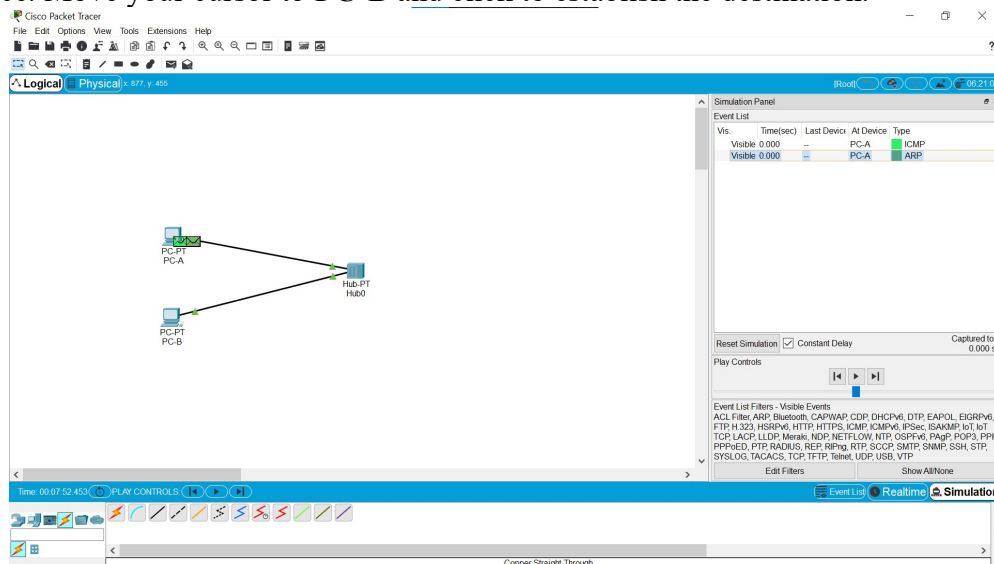 Cisco Packet Tracer
File Edit Options View Tools Extensions Help
Logical Physical x: 877, y: 455
[Root] 06:21:0
Simulation Panel
Event List
Vis. Time(sec) Last Device At Device Type
Visible 0.000 -- PC-A ICMP
Visible 0.000 -- PC-A ARP
PC-PT
PC-A
Hub-PT
Hub0
PC-PT
PC-B
Reset Simulation Constant Delay
Captured to
0.000 s
Play Controls
Event List Filters - Visible Events
ACL Filter, ARP, Bluetooth, CAPWAP, CDP, DHCPv6, DTP, EAPOL, EIGRPv6,
FTP, H.323, HSRPv6, HTTP, HTTPS, ICMP, ICMPv6, IPSec, ISAKMP, IoT, IoT
TCP, LACP, LLDP, Meraki, NDP, NETFLOW, NTP, OSPFv6, PAgP, POP3, PPP
PPPoED, PTP, RADIUS, REP, RIPng, RTP, SCCP, SMTP, SNMP, SSH, STP,
SYSLOG, TACACS, TCP, TFTP, Telnet, UDP, USB, VTP
Edit Filters Show All/None
Time: 00:07:52.453 PLAY CONTROLS:
Event List Realtime Simulation
Copper Straight-Through